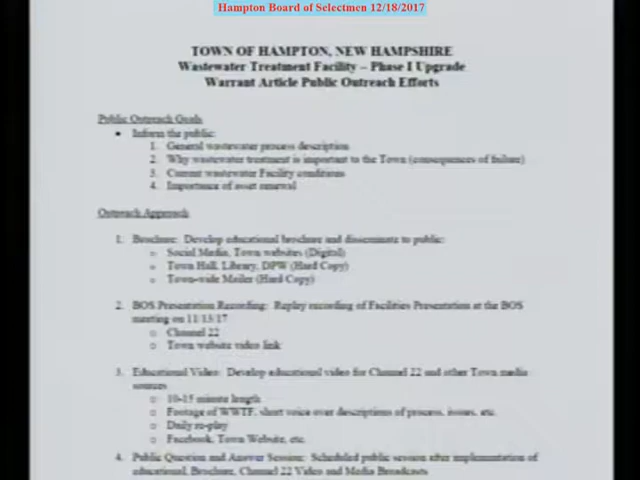 Hampton Board of Selectmen 12/18/2017
TOWN OF HAMPTON, NEW HAMPSHIRE
Wastewater Treatment Facility – Phase I Upgrade
Warrant Article Public Outreach Efforts
Public Outreach Goals
• Inform the public:
1. General wastewater process description
2. Why wastewater treatment is important to the Town (consequences of failure)
3. Current wastewater Facility conditions
4. Importance of asset renewal
Outreach Approach
1. Brochure: Develop educational brochure and disseminate to public:
o Social Media, Town websites (Digital)
o Town Hall, Library, DPW (Hard Copy)
o Town-wide Mailer (Hard Copy)
2. BOS Presentation Recording: Replay recording of Facilities Presentation at the BOS
meeting on 11/13/17
o Channel 22
o Town website video link
3. Educational Video: Develop educational video for Channel 22 and other Town media
sources
o 10-15 minute length
o Footage of WWTF, short voice over descriptions of process, issues, etc.
o Daily re-play
o Facebook, Town Website, etc.
4. Public Question and Answer Session: Scheduled public session after implementation of
educational, Brochure, Channel 22 Video and Media Broadcasts